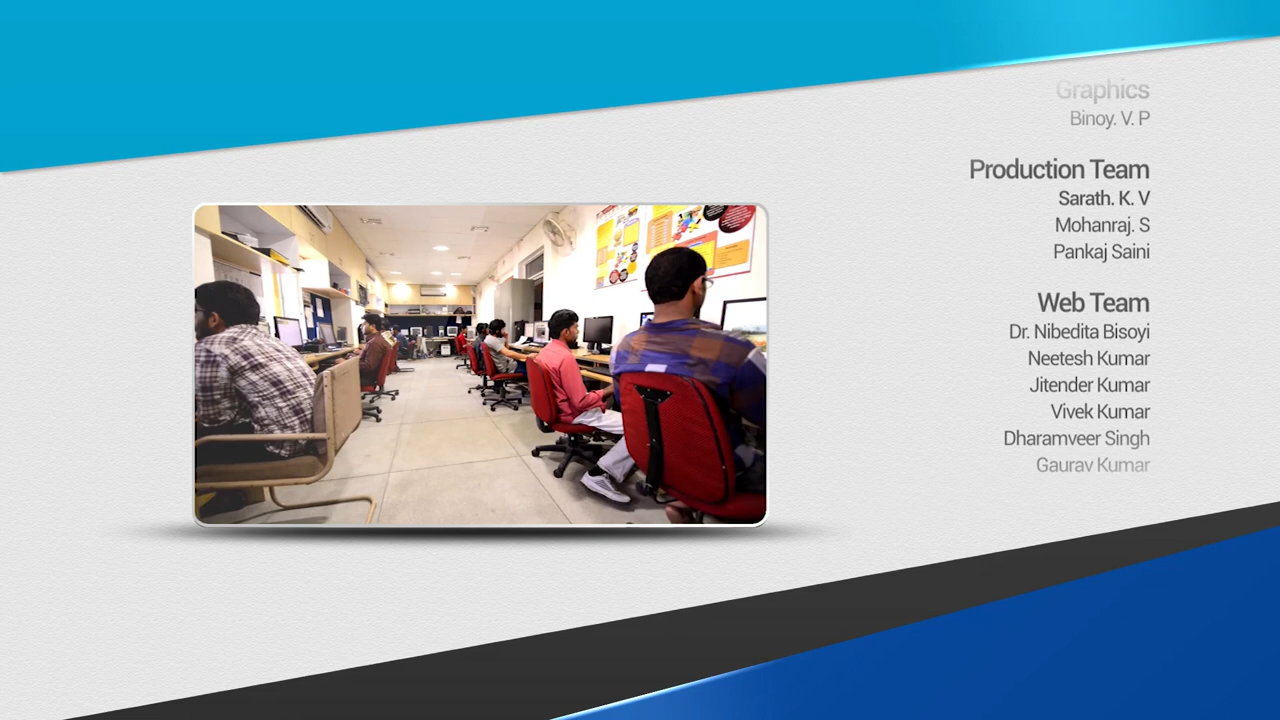 Graphics
Binoy. V. P
Production Team
Sarath. K. V
Mohanraj. S
Pankaj Saini
Web Team
Dr. Nibedita Bisoyi
Neetesh Kumar
Jitender Kumar
Vivek Kumar
Dharamveer Singh
Gaurav Kumar